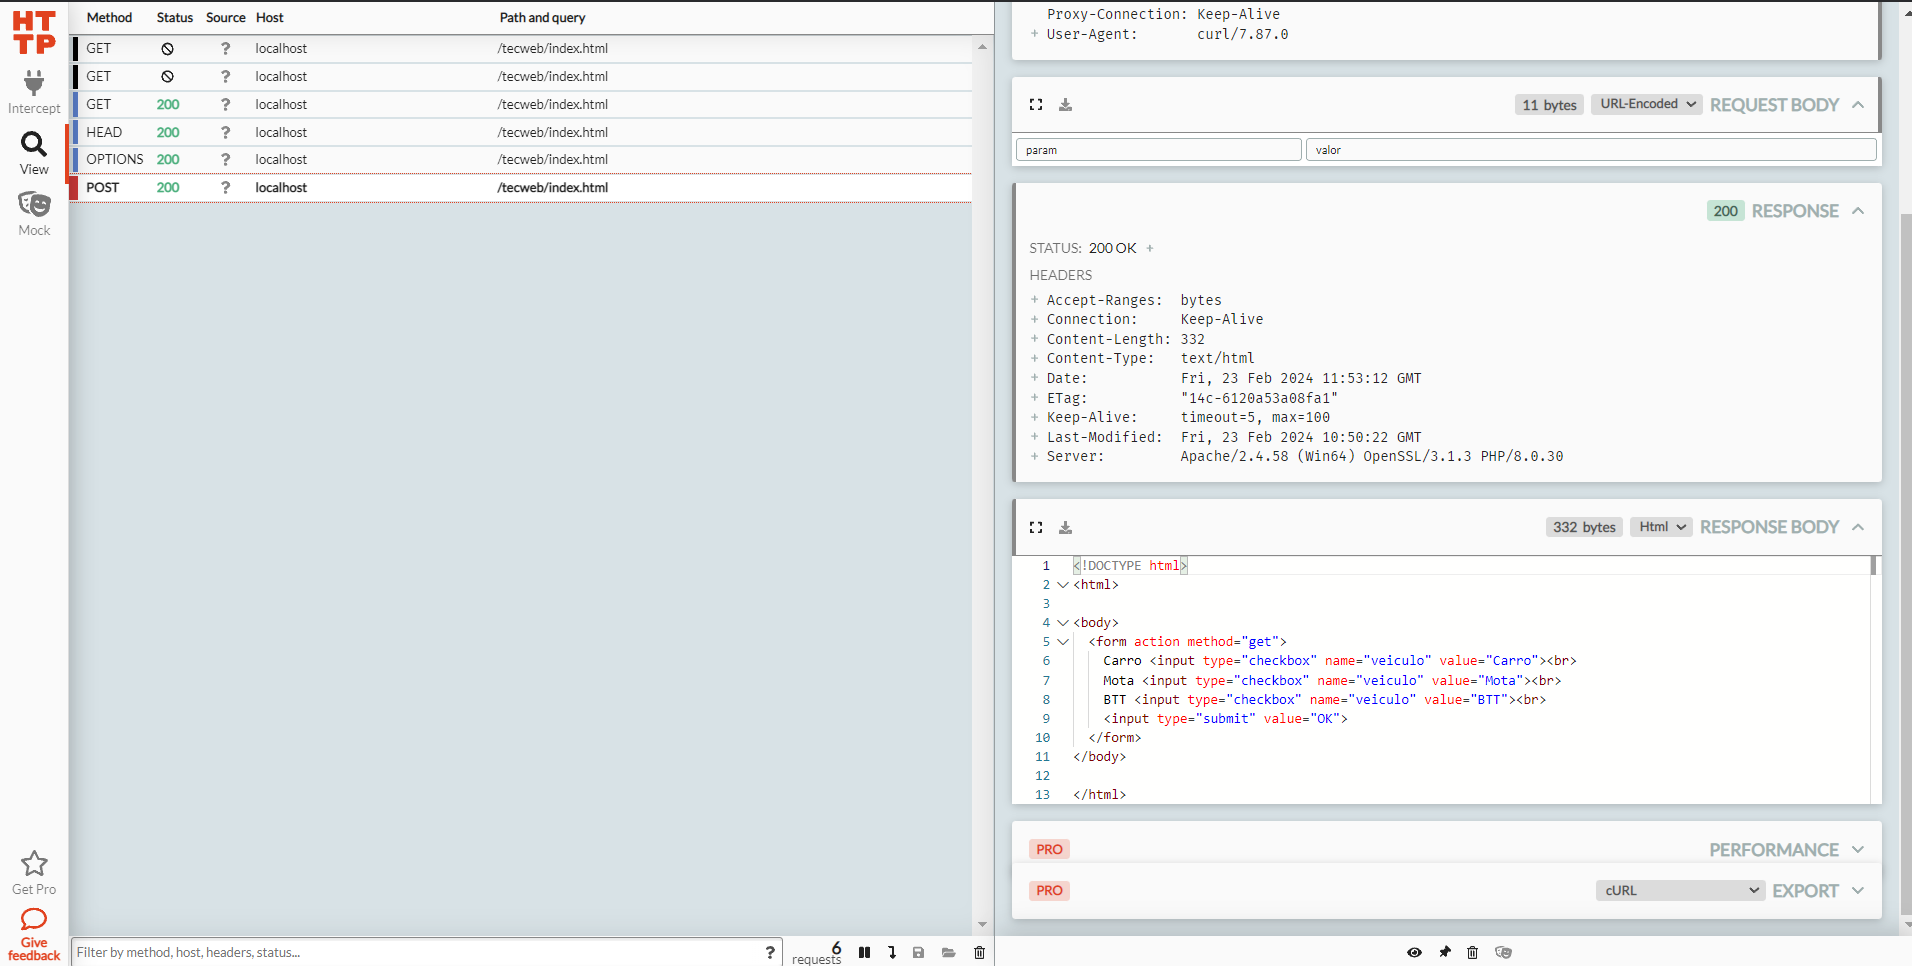 HT
TP
Intercept
View
Mock
Get Pro
Give
feedback
Method Status Source Host Path and query
GET ? localhost /tecweb/index.html
GET ? localhost /tecweb/index.html
GET 200 ? localhost /tecweb/index.html
HEAD 200 ? localhost /tecweb/index.html
OPTIONS 200 ? localhost /tecweb/index.html
POST 200 ? localhost /tecweb/index.html
Filter by method, host, headers, status... ?
6
requests
Proxy-Connection: Keep-Alive
+ User-Agent: curl/7.87.0
11 bytes URL-Encoded REQUEST BODY
param valor
200 RESPONSE
STATUS: 200 OK +
HEADERS
+ Accept-Ranges: bytes
+ Connection: Keep-Alive
+ Content-Length: 332
+ Content-Type: text/html
+ Date: Fri, 23 Feb 2024 11:53:12 GMT
+ ETag: "14c-6120a53a08fa1"
+ Keep-Alive: timeout=5, max=100
+ Last-Modified: Fri, 23 Feb 2024 10:50:22 GMT
+ Server: Apache/2.4.58 (Win64) OpenSSL/3.1.3 PHP/8.0.30
332 bytes Html RESPONSE BODY
1 <!DOCTYPE html>
2 <html>
3
4 <body>
5 <form action method="get">
6 Carro <input type="checkbox" name="veiculo" value="Carro"><br>
7 Mota <input type="checkbox" name="veiculo" value="Mota"><br>
8 BTT <input type="checkbox" name="veiculo" value="BTT"><br>
9 <input type="submit" value="OK">
10 </form>
11 </body>
12
13 </html>
PRO PERFORMANCE
PRO cURL EXPORT